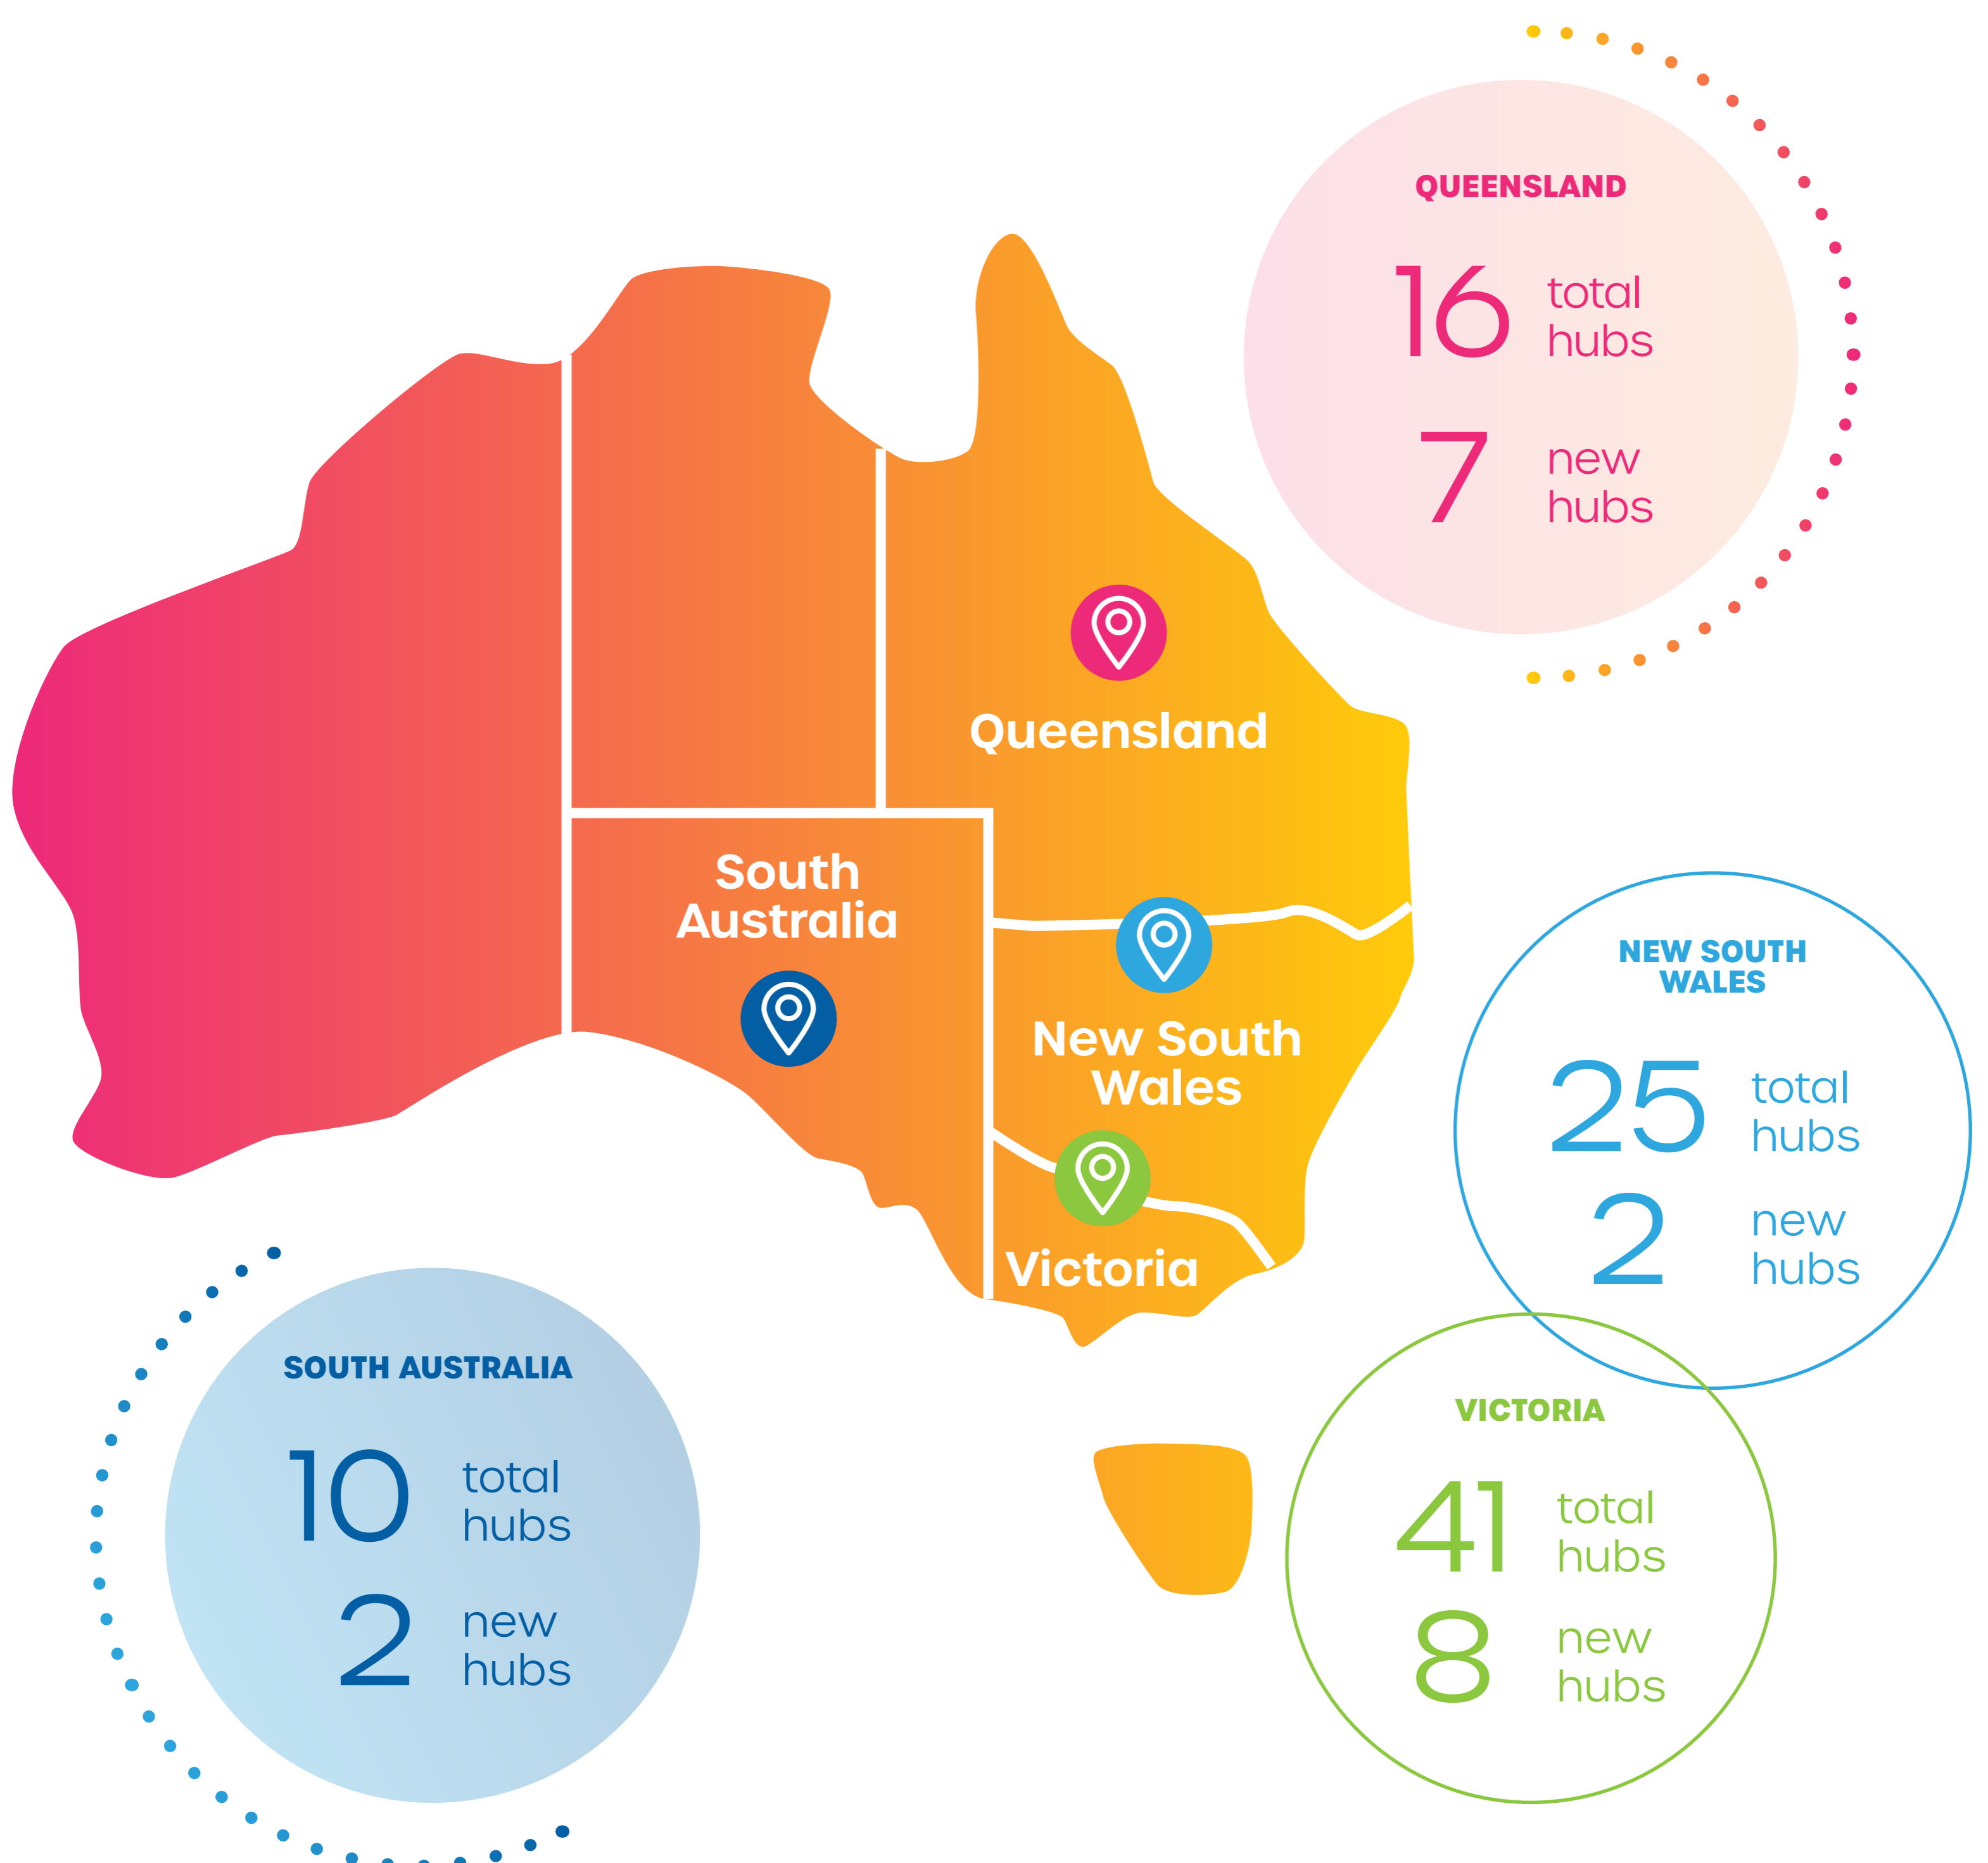 QUEENSLAND
16 total
hubs
7 new
hubs
Queensland
South
Australia
New South
Wales
Victoria
NEW SOUTH
WALES
25 total
hubs
2 new
hubs
SOUTH AUSTRALIA
10 total
hubs
2 new
hubs
VICTORIA
41 total
hubs
8 new
hubs